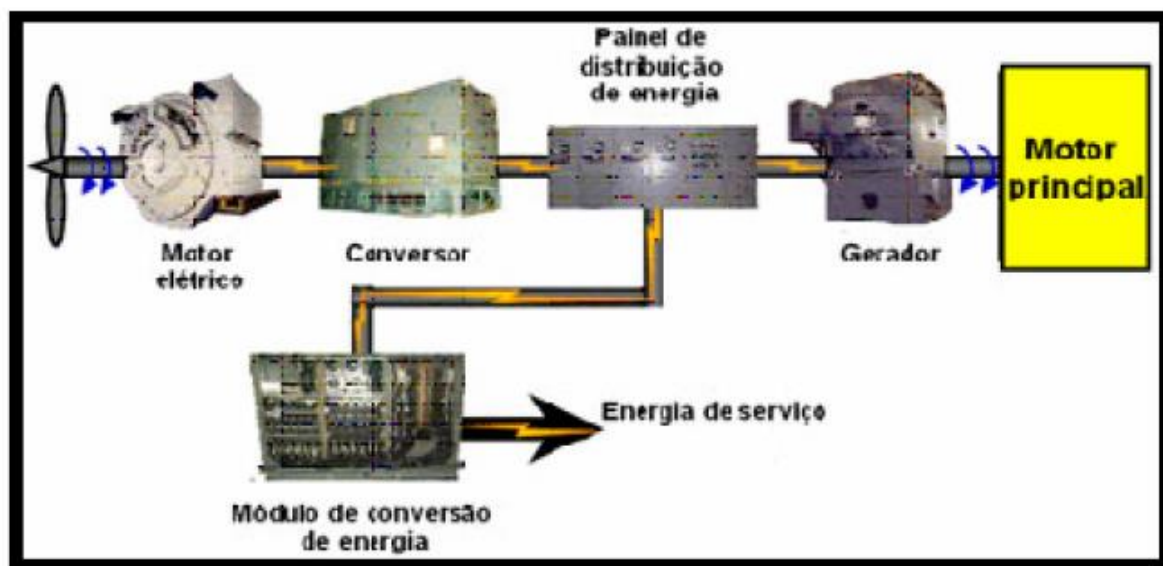 Painel de
distribuição
de energia
Motor
principal
Motor
elétrico
Conversor
Gerador
Energia de serviço
Módulo de conversão
de energia